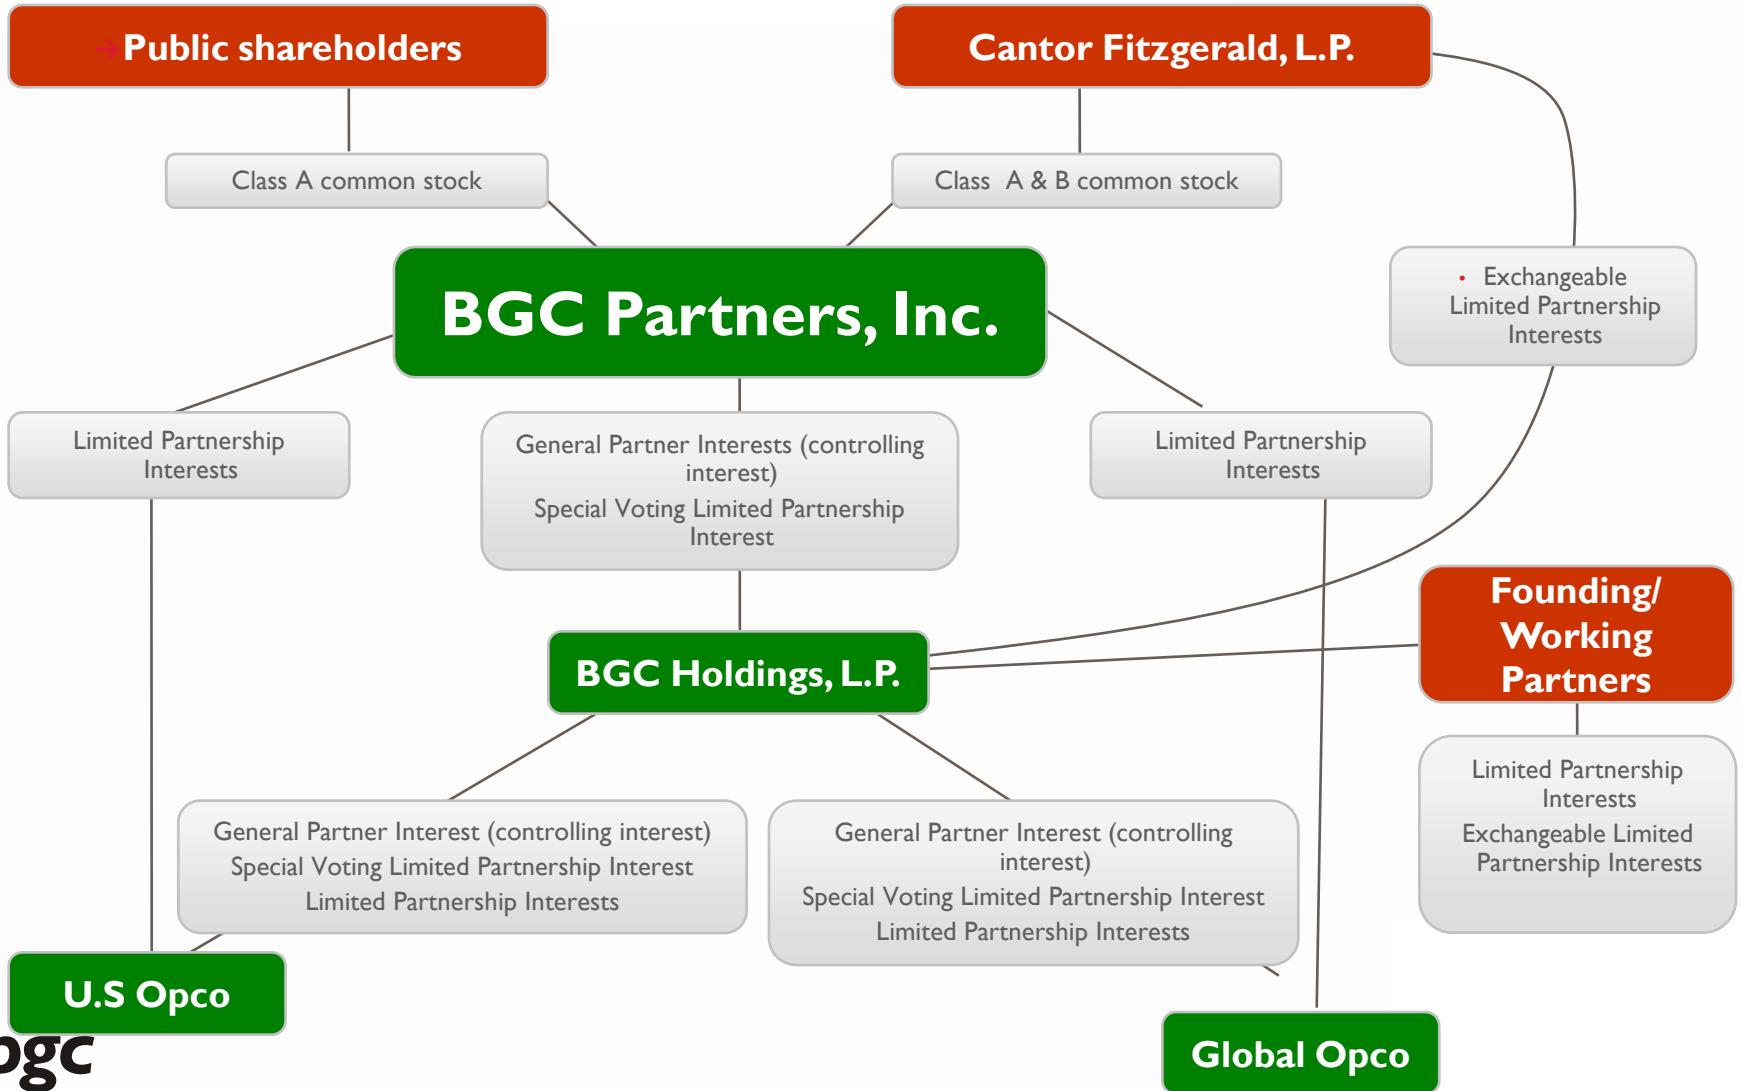 →Public shareholders
Cantor Fitzgerald, L.P.
Class A common stock
Class A & B common stock
BGC Partners, Inc.
• Exchangeable
Limited Partnership
Interests
Limited Partnership
Interests
General Partner Interests (controlling
interest)
Special Voting Limited Partnership
Interest
Limited Partnership
Interests
BGC Holdings, L.P.
Founding/
Working
Partners
Limited Partnership
Interests
Exchangeable Limited
Partnership Interests
General Partner Interest (controlling interest)
Special Voting Limited Partnership Interest
Limited Partnership Interests
General Partner Interest (controlling
interest)
Special Voting Limited Partnership Interest
Limited Partnership Interests
U.S Opco
bgc
Global Opco